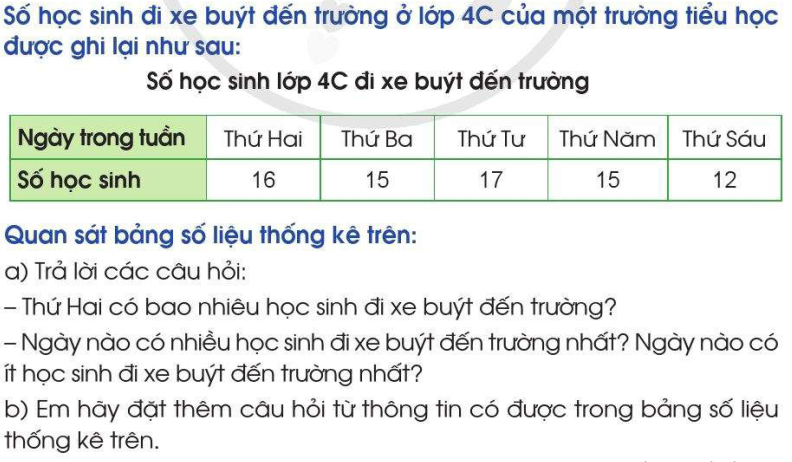 Số học sinh đi xe buýt đến trường ở lớp 4C của một trường tiểu học
được ghi lại như sau:
Số học sinh lớp 4C đi xe buýt đến trường
Ngày trong tuần Thứ Hai Thứ Ba Thứ Tư Thứ Năm Thứ Sáu
Số học sinh 16 15 17 15 12
Quan sát bảng số liệu thống kê trên:
a) Trả lời các câu hỏi:
– Thứ Hai có bao nhiêu học sinh đi xe buýt đến trường?
– Ngày nào có nhiều học sinh đi xe buýt đến trường nhất? Ngày nào có
ít học sinh đi xe buýt đến trường nhất?
b) Em hãy đặt thêm câu hỏi từ thông tin có được trong bảng số liệu
thống kê trên.